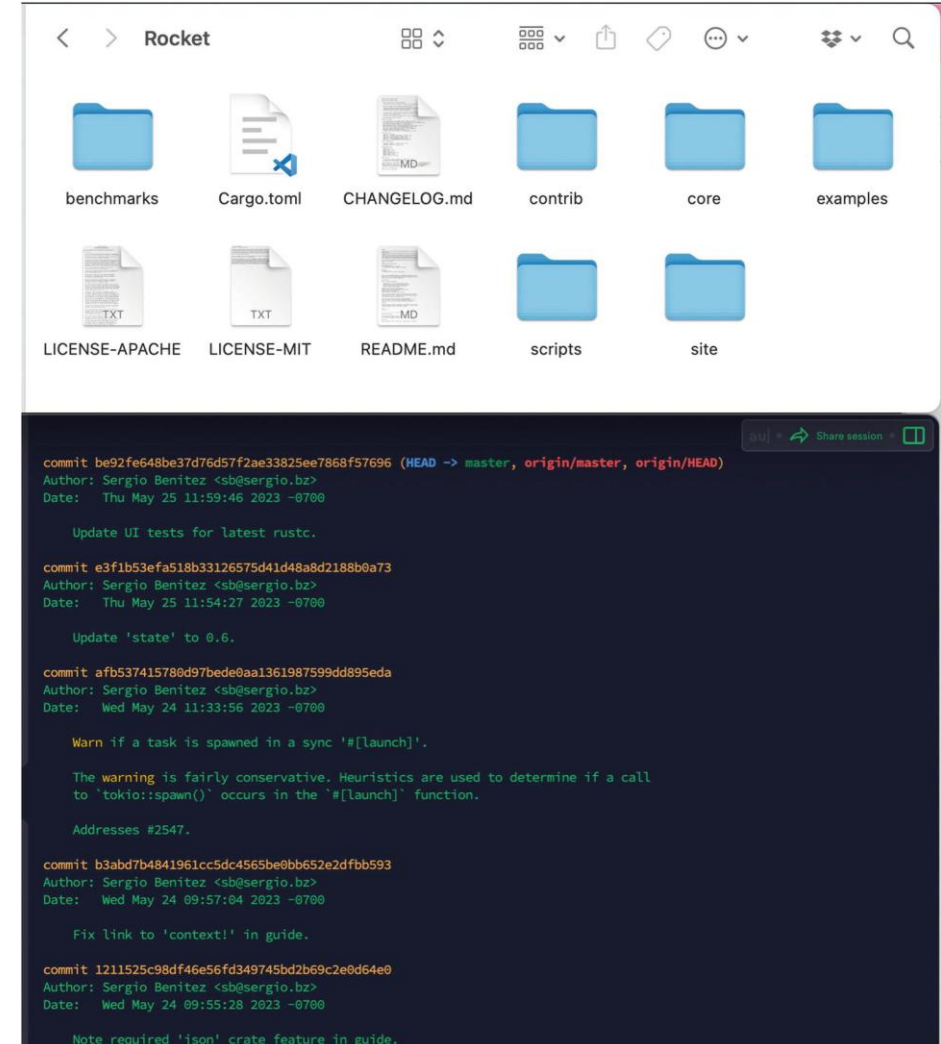 Rocket
benchmarks
Cargo.toml
MD
CHANGELOG.md
contrib
core
examples
TXT
LICENSE-APACHE
TXT
LICENSE-MIT
MD
README.md
scripts
site
Share session
commit be92fe648be37d76d57f2ae33825ee7868f57696 (HEAD -> master, origin/master, origin/HEAD)
Author: Sergio Benitez <sb@sergio.bz>
Date: Thu May 25 11:59:46 2023 -0700
Update UI tests for latest rustc.
commit e3f1b53efa518b33126575d41d48a8d2188b0a73
Author: Sergio Benitez <sb@sergio.bz>
Date: Thu May 25 11:54:27 2023 -0700
Update 'state' to 0.6.
commit afb537415780d97bede0aa1361987599dd895eda
Author: Sergio Benitez <sb@sergio.bz>
Date: Wed May 24 11:33:56 2023 -0700
Warn if a task is spawned in a sync '#[launch]'.
The warning is fairly conservative. Heuristics are used to determine if a call
to `tokio::spawn()` occurs in the `#[launch]` function.
Addresses #2547.
commit b3abd7b4841961cc5dc4565be0bb652e2dfbb593
Author: Sergio Benitez <sb@sergio.bz>
Date: Wed May 24 09:57:04 2023 -0700
Fix link to 'context!' in guide.
commit 1211525c98df46e56fd349745bd2b69c2e0d64e0
Author: Sergio Benitez <sb@sergio.bz>
Date: Wed May 24 09:55:28 2023 -0700
Note required 'json' crate feature in guide.